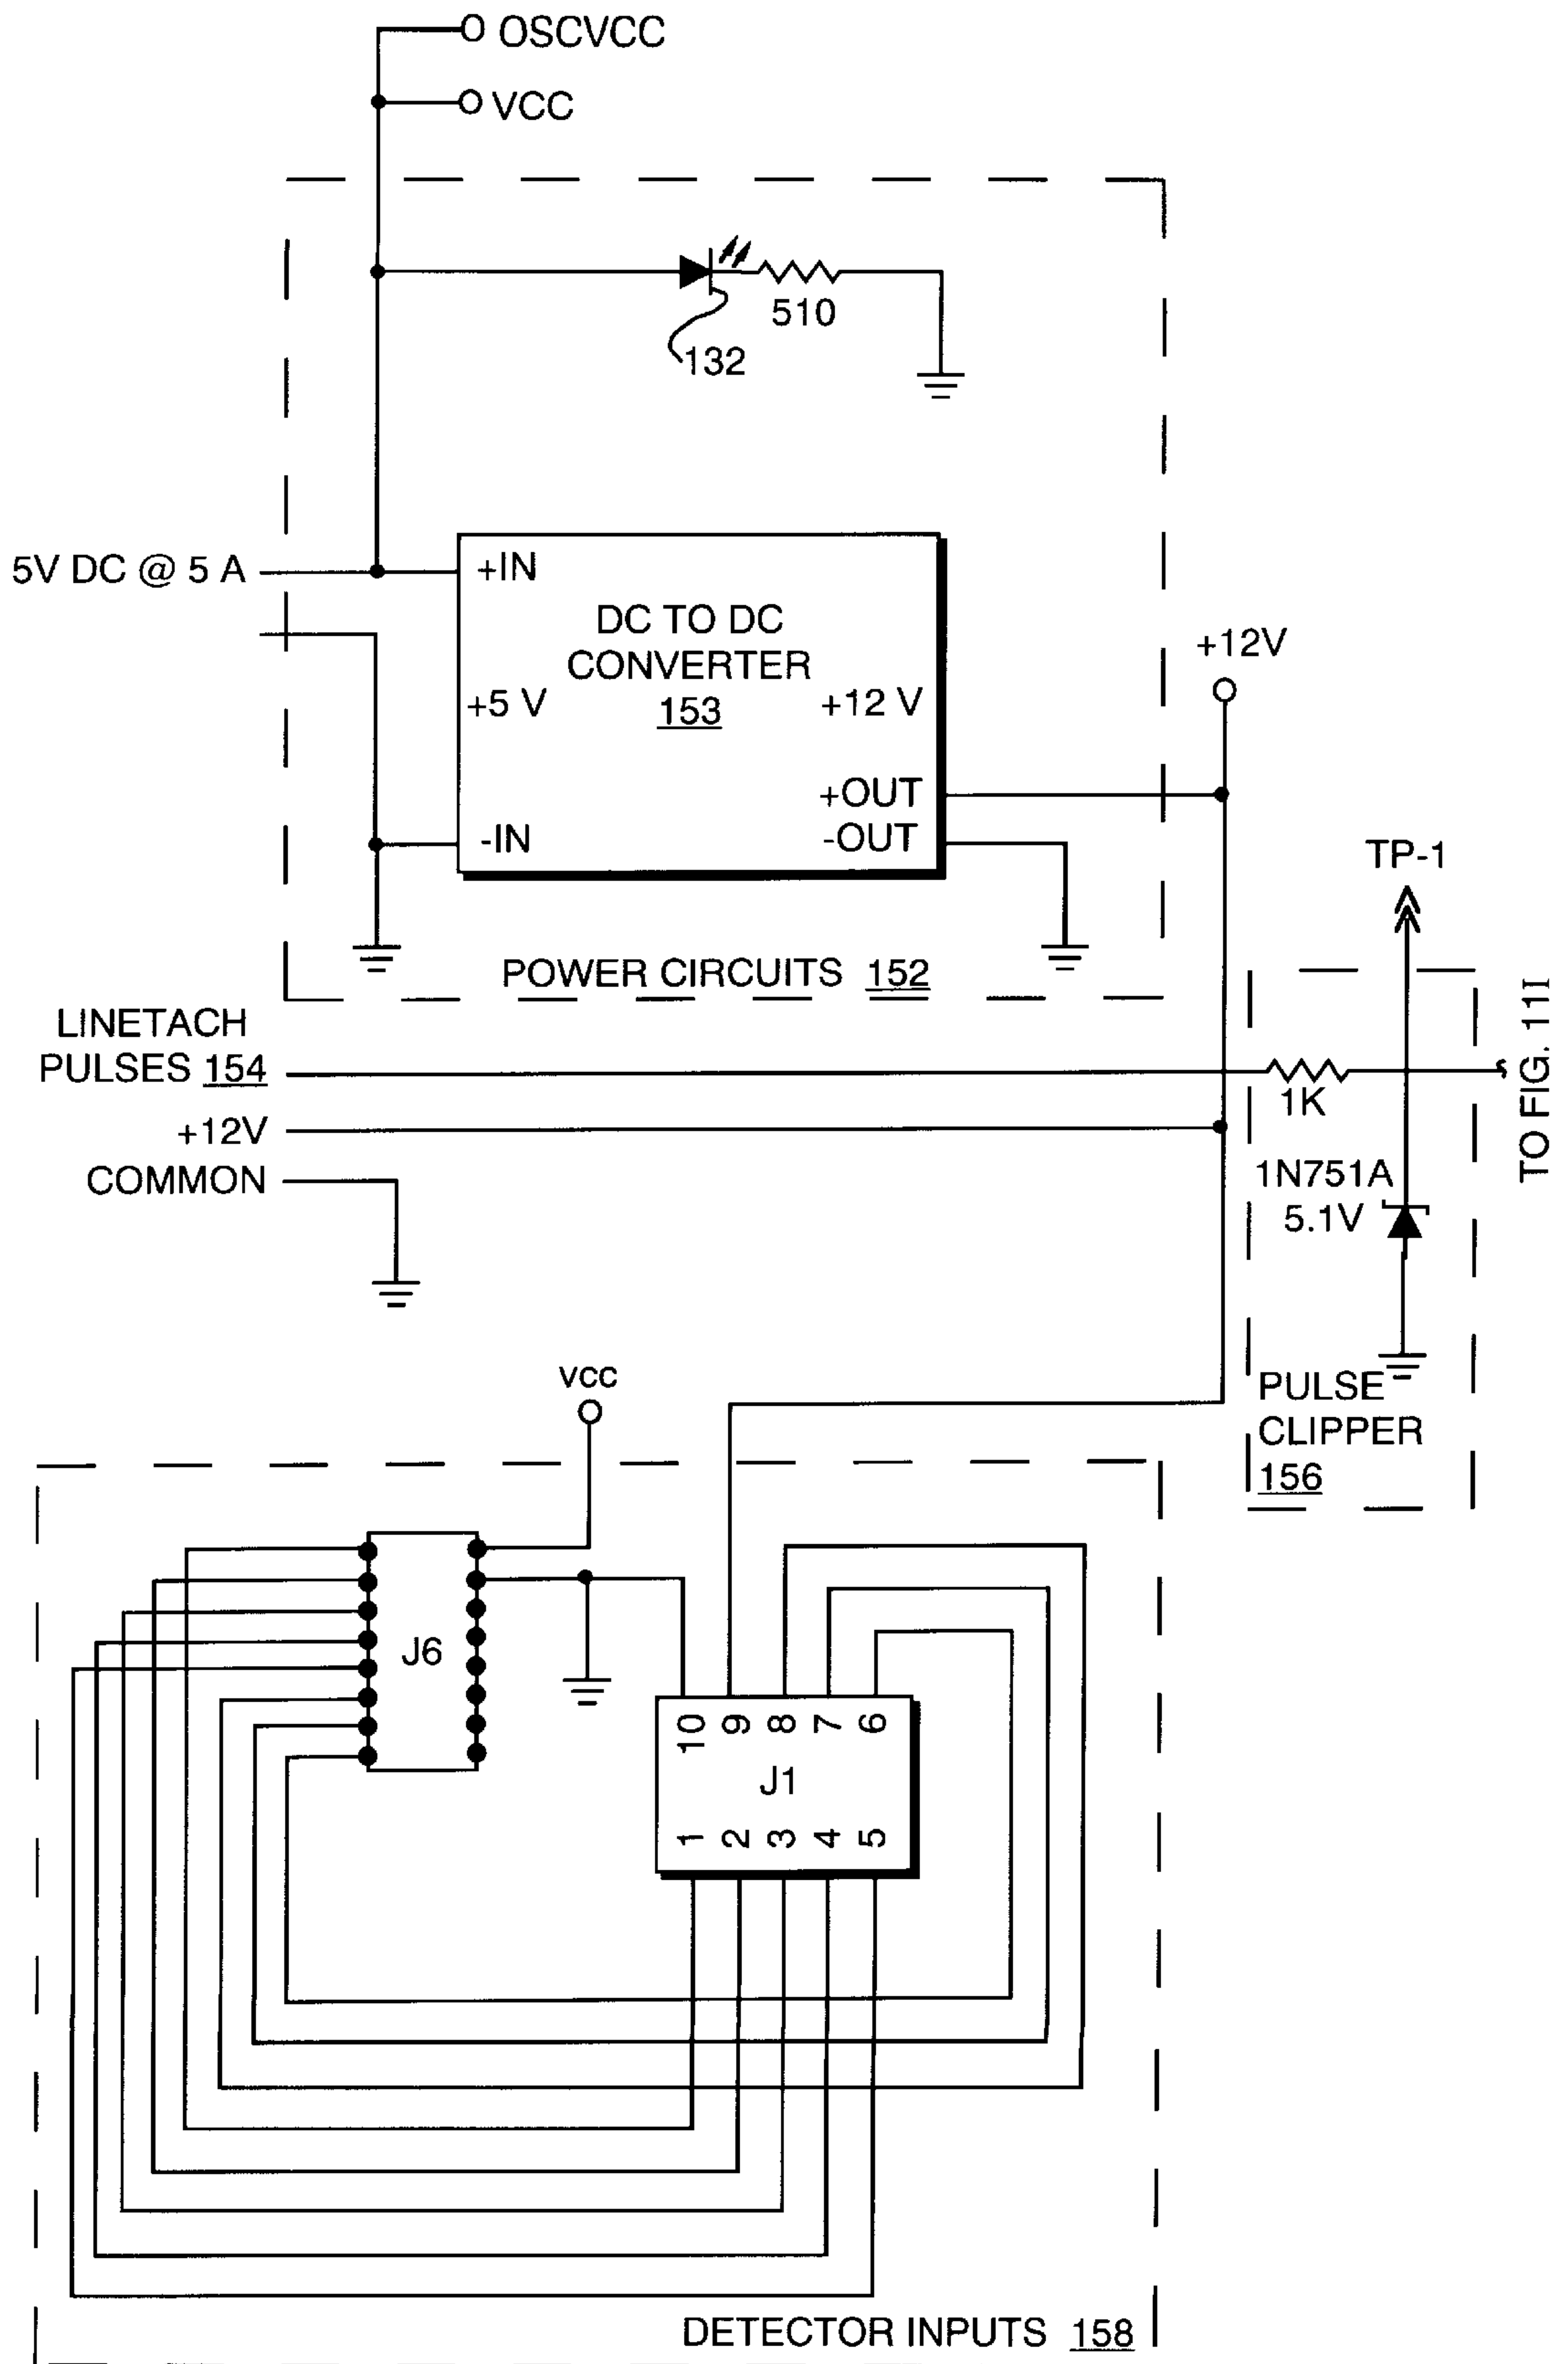 OSCVCC
VCC
510
132
5V DC @ 5 A
+IN
DC TO DC
CONVERTER
+5 V
153
+12 V
+OUT
-IN
-OUT
+12V
TP-1
POWER CIRCUITS 152
LINETACH
PULSES 154
1K
TO FIG. 11I
+12V
COMMON
1N751A
5.1V
PULSE
CLIPPER
156
vcc
J6
10 9 8 7 6
J1
1 2 3 4 5
DETECTOR INPUTS 158